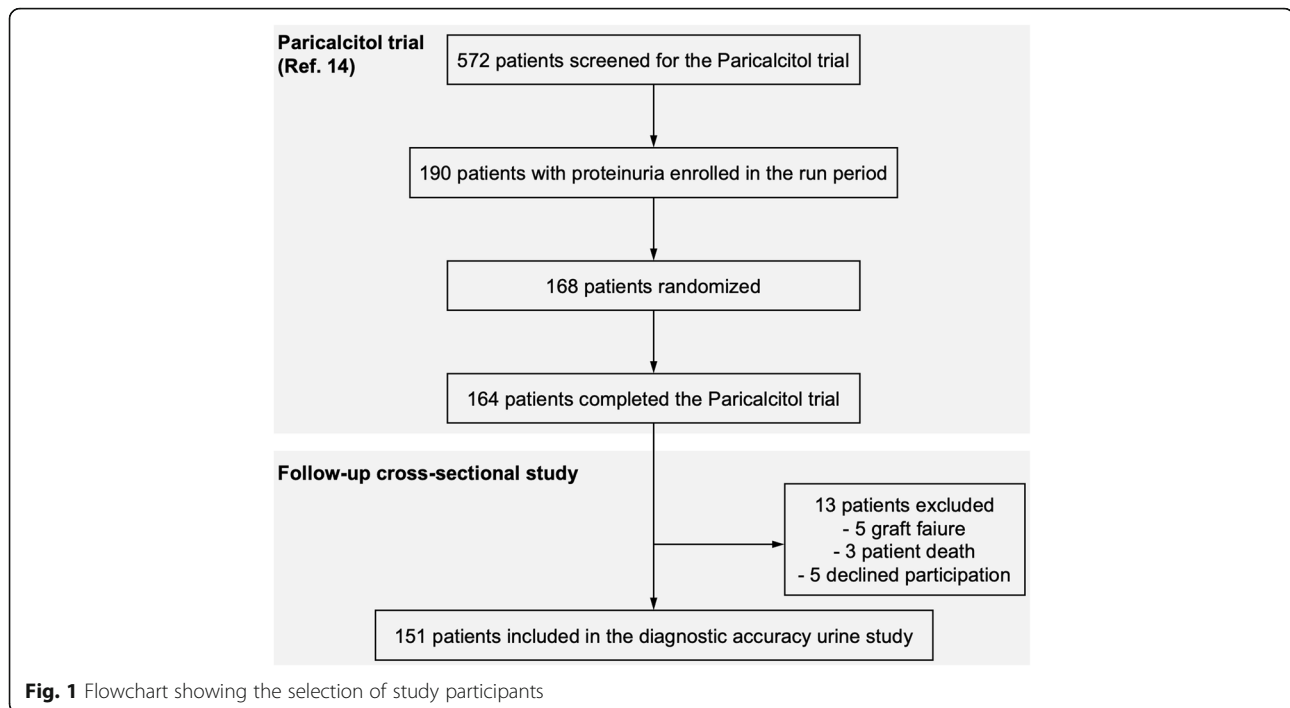 Paricalcitol trial
(Ref. 14)
572 patients screened for the Paricalcitol trial
190 patients with proteinuria enrolled in the run period
168 patients randomized
164 patients completed the Paricalcitol trial
Follow-up cross-sectional study
13 patients excluded
- 5 graft faiure
- 3 patient death
- 5 declined participation
151 patients included in the diagnostic accuracy urine study
Fig. 1 Flowchart showing the selection of study participants